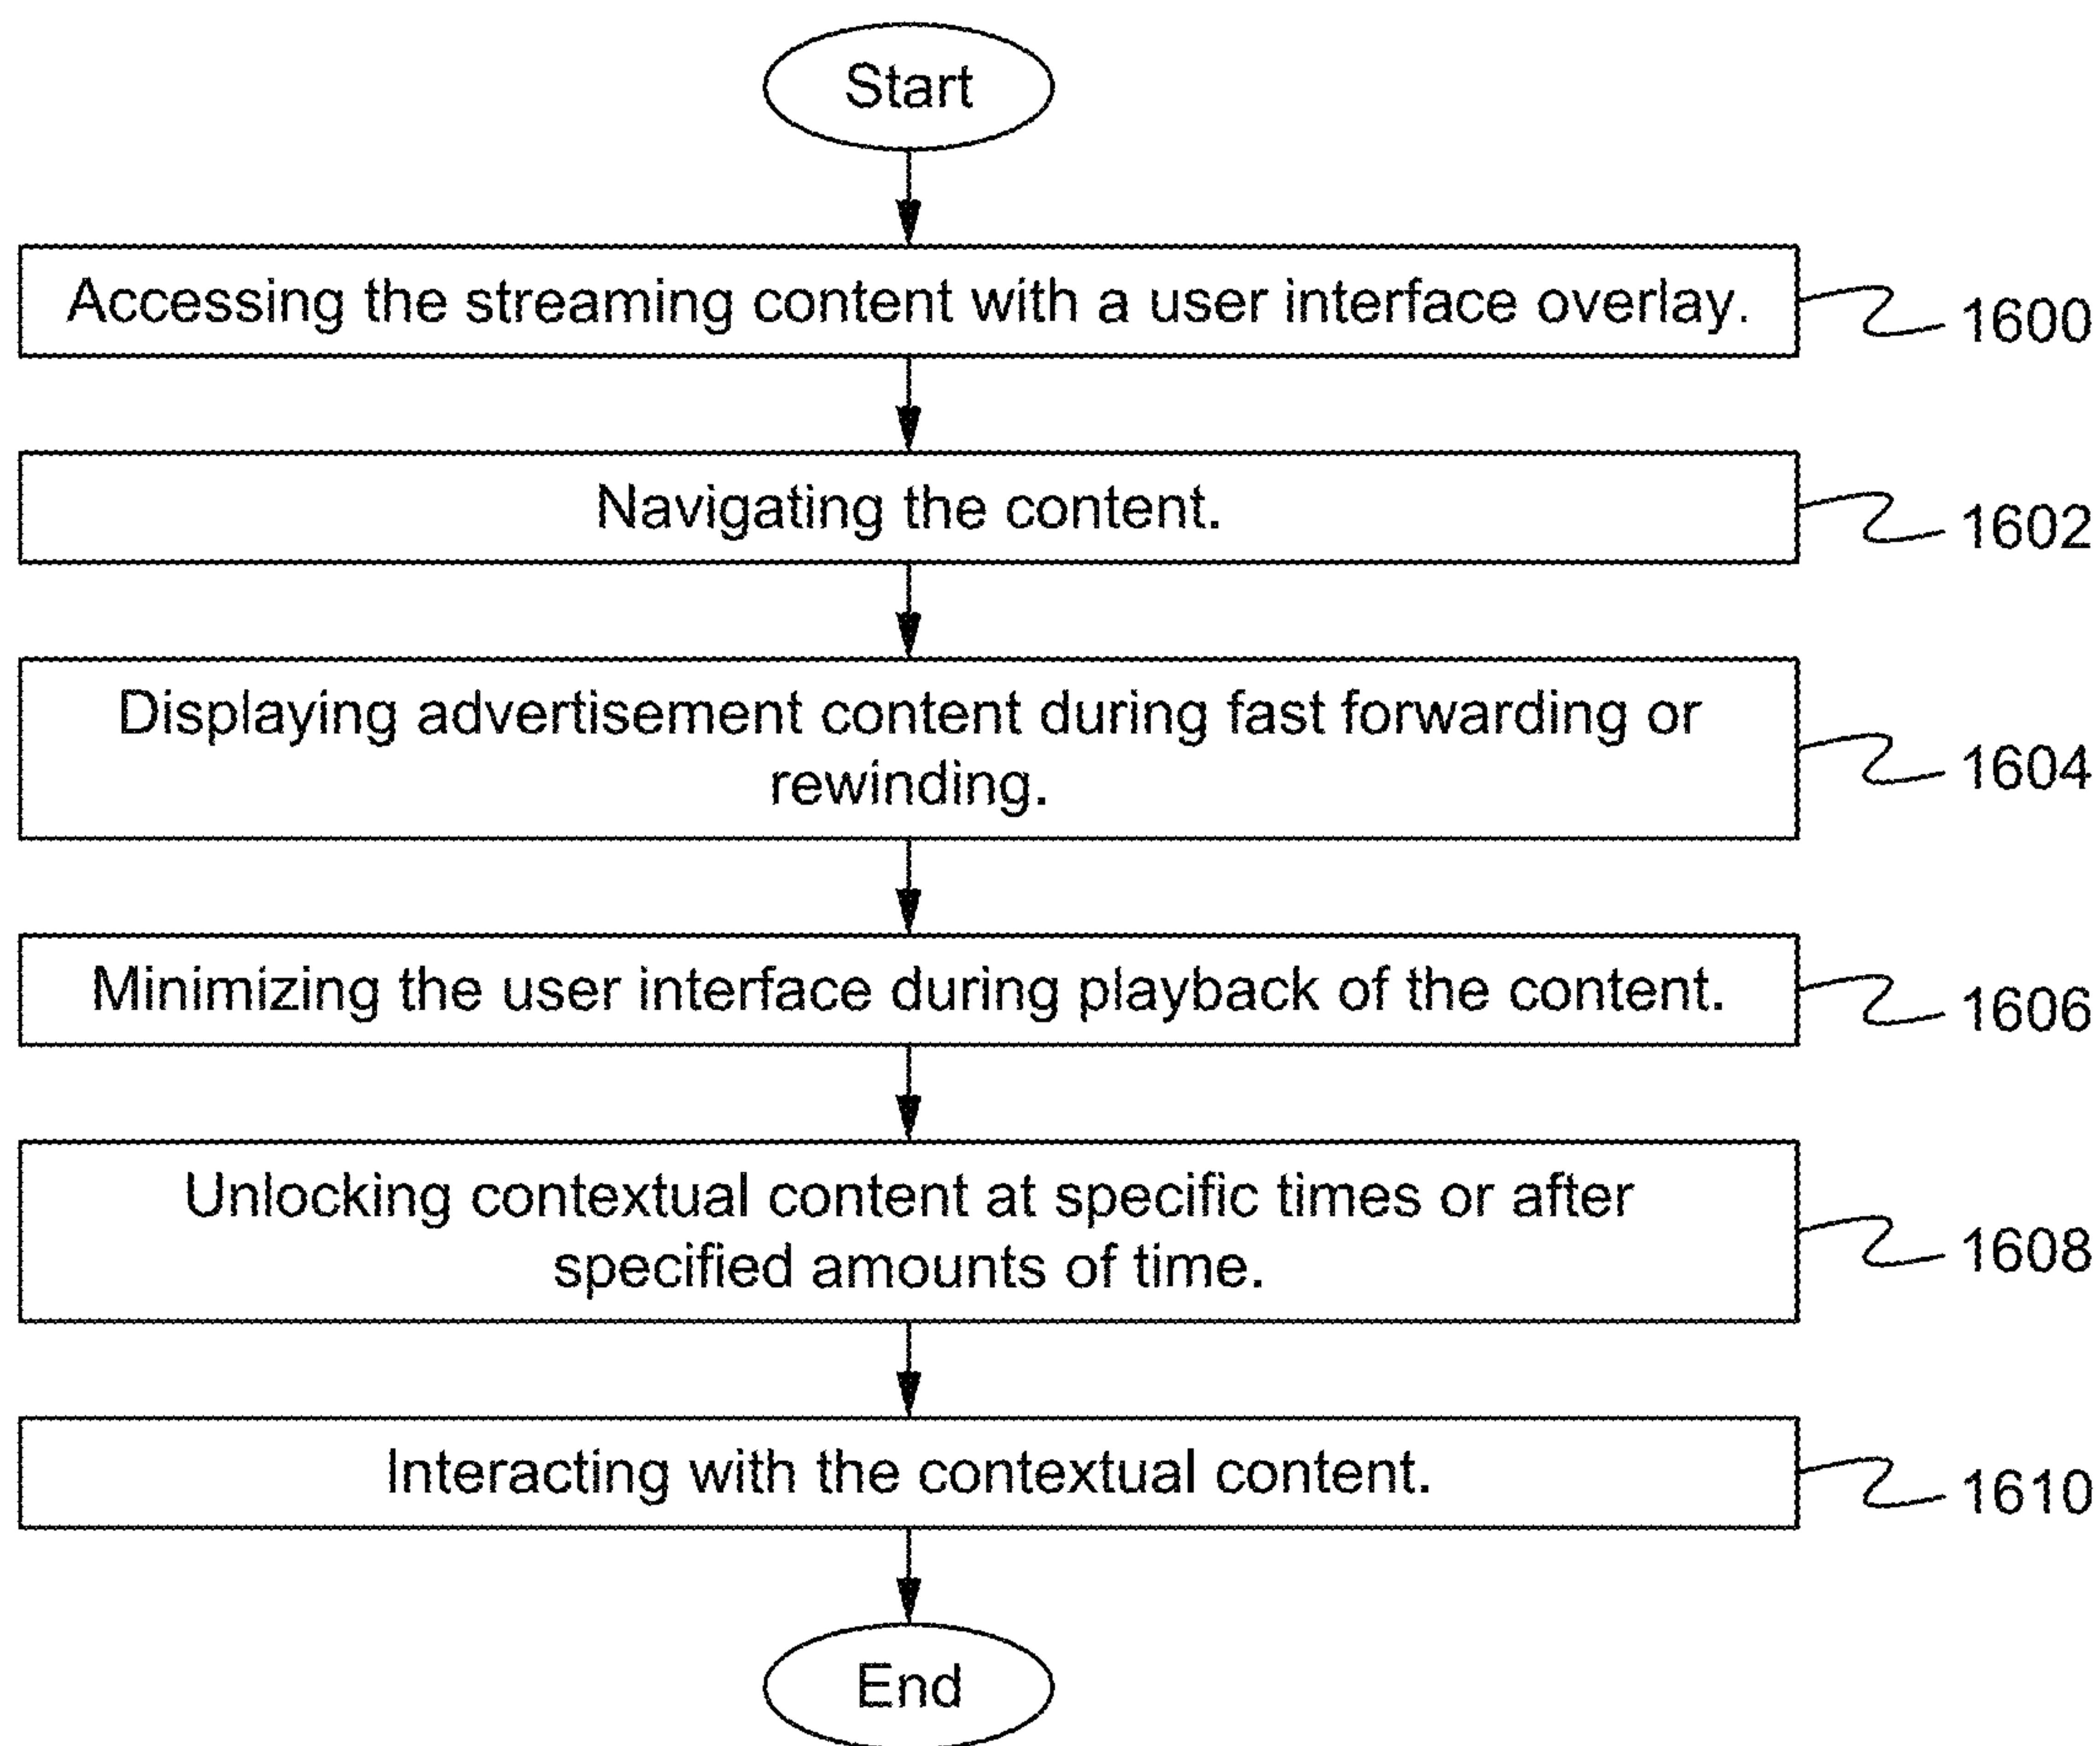 Start
Accessing the streaming content with a user interface overlay.
1600
Navigating the content.
1602
Displaying advertisement content during fast forwarding or
rewinding.
1604
Minimizing the user interface during playback of the content.
1606
Unlocking contextual content at specific times or after
specified amounts of time.
1608
Interacting with the contextual content.
1610
End